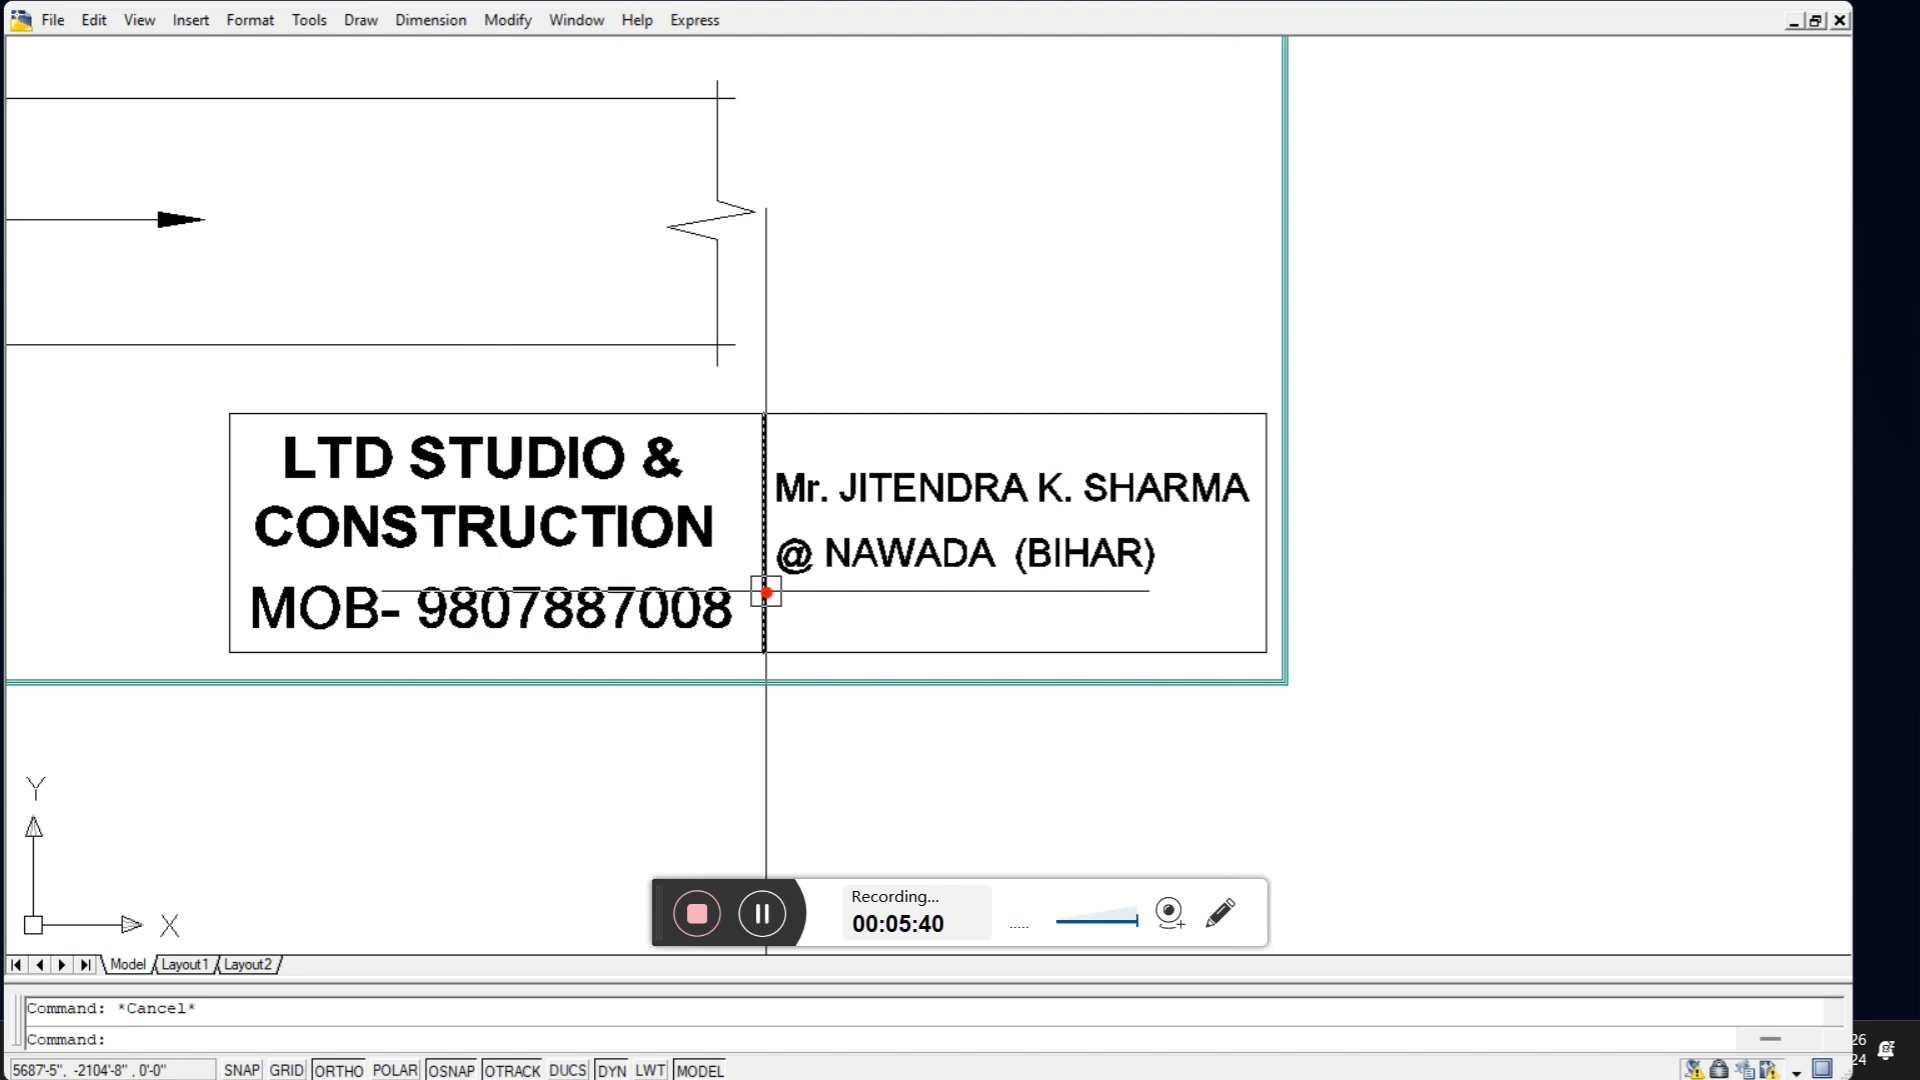 File Edit View Insert Format Tools Draw Dimension Modify Window Help Express
LTD STUDIO &
CONSTRUCTION
MOB- 9807887008
Mr. JITENDRA K. SHARMA
@ NAWADA (BIHAR)
Y
X
Recording...
00:05:40
Model Layout1 Layout2
Command: *Cancel*
Command:
5687'-5", -2104'-8" , 0'-0" SNAP GRID ORTHO POLAR OSNAP OTRACK DUCS DYN LWT MODEL
26
24